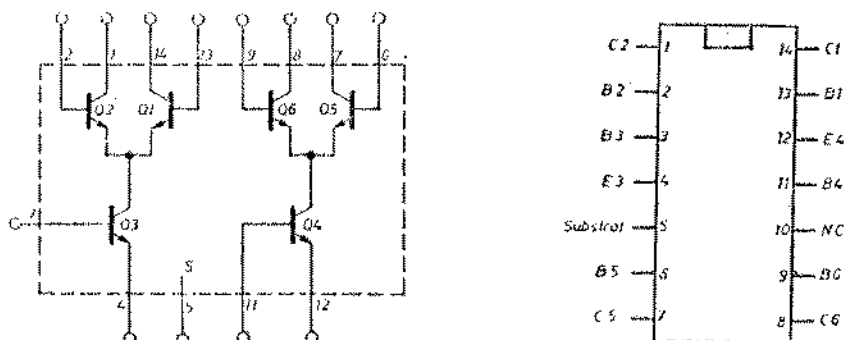 2 1 14 13 9 8 7 6
Q2 Q1 Q6 Q5
Q3 Q4
S
4 5 11 12
C2 1 14 C1
B2 2 13 B1
B3 3 12 E4
E3 4 11 B4
Substrat 5 10 NC
B5 6 9 B6
C5 7 8 C6